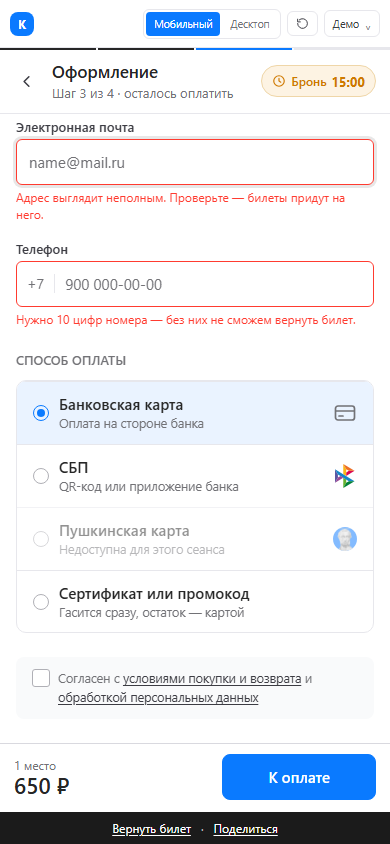 K
Мобильный
Десктоп
Демо
Оформление
Шаг 3 из 4 · осталось оплатить
Бронь 15:00
Электронная почта
name@mail.ru
Адрес выглядит неполным. Проверьте — билеты придут на
него.
Телефон
+7
900 000-00-00
Нужно 10 цифр номера — без них не сможем вернуть билет.
СПОСОБ ОПЛАТЫ
Банковская карта
Оплата на стороне банка
СБП
QR-код или приложение банка
Пушкинская карта
Недоступна для этого сеанса
Сертификат или промокод
Гасится сразу, остаток — картой
Согласен с условиями покупки и возврата и
обработкой персональных данных
1 место
650 ₽
К оплате
Вернуть билет · Поделиться